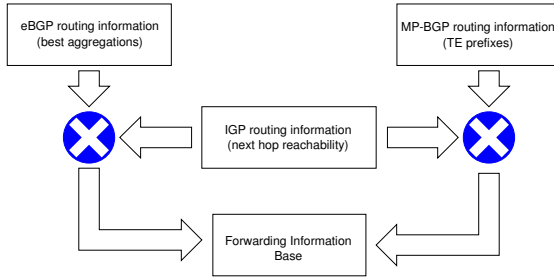 eBGP routing information
(best aggregations)
MP-BGP routing information
(TE prefixes)
IGP routing information
(next hop reachability)
Forwarding Information
Base